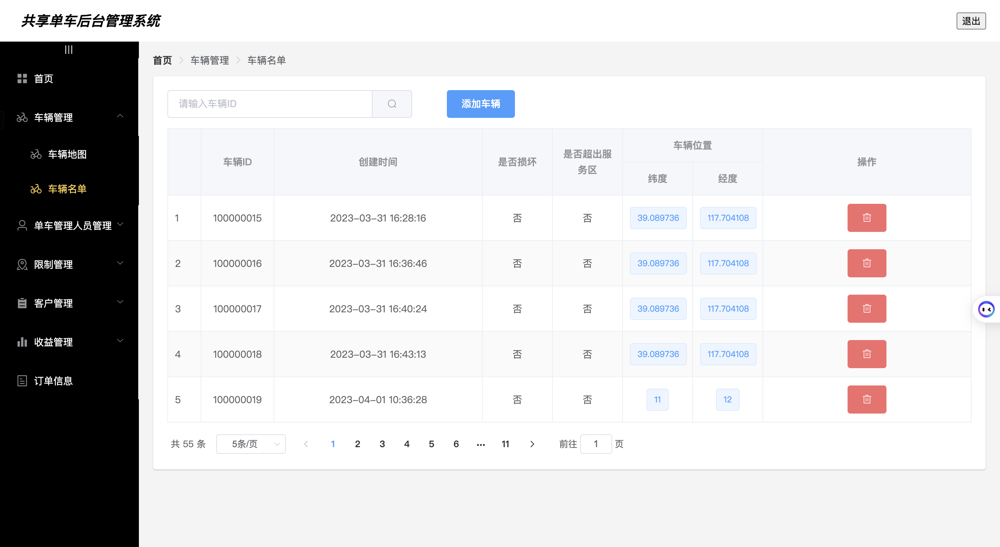 共享单车后台管理系统
退出
首页
车辆管理
车辆地图
车辆名单
单车管理人员管理
限制管理
客户管理
收益管理
订单信息
首页 车辆管理 车辆名单
请输入车辆ID
添加车辆
车辆ID 创建时间 是否损坏 是否超出服务区 车辆位置 操作
纬度 经度
1 100000015 2023-03-31 16:28:16 否 否 39.089736 117.704108
2 100000016 2023-03-31 16:36:46 否 否 39.089736 117.704108
3 100000017 2023-03-31 16:40:24 否 否 39.089736 117.704108
4 100000018 2023-03-31 16:43:13 否 否 39.089736 117.704108
5 100000019 2023-04-01 10:36:28 否 否 11 12
共 55 条 5条/页 1 2 3 4 5 6 ... 11 前往 1 页